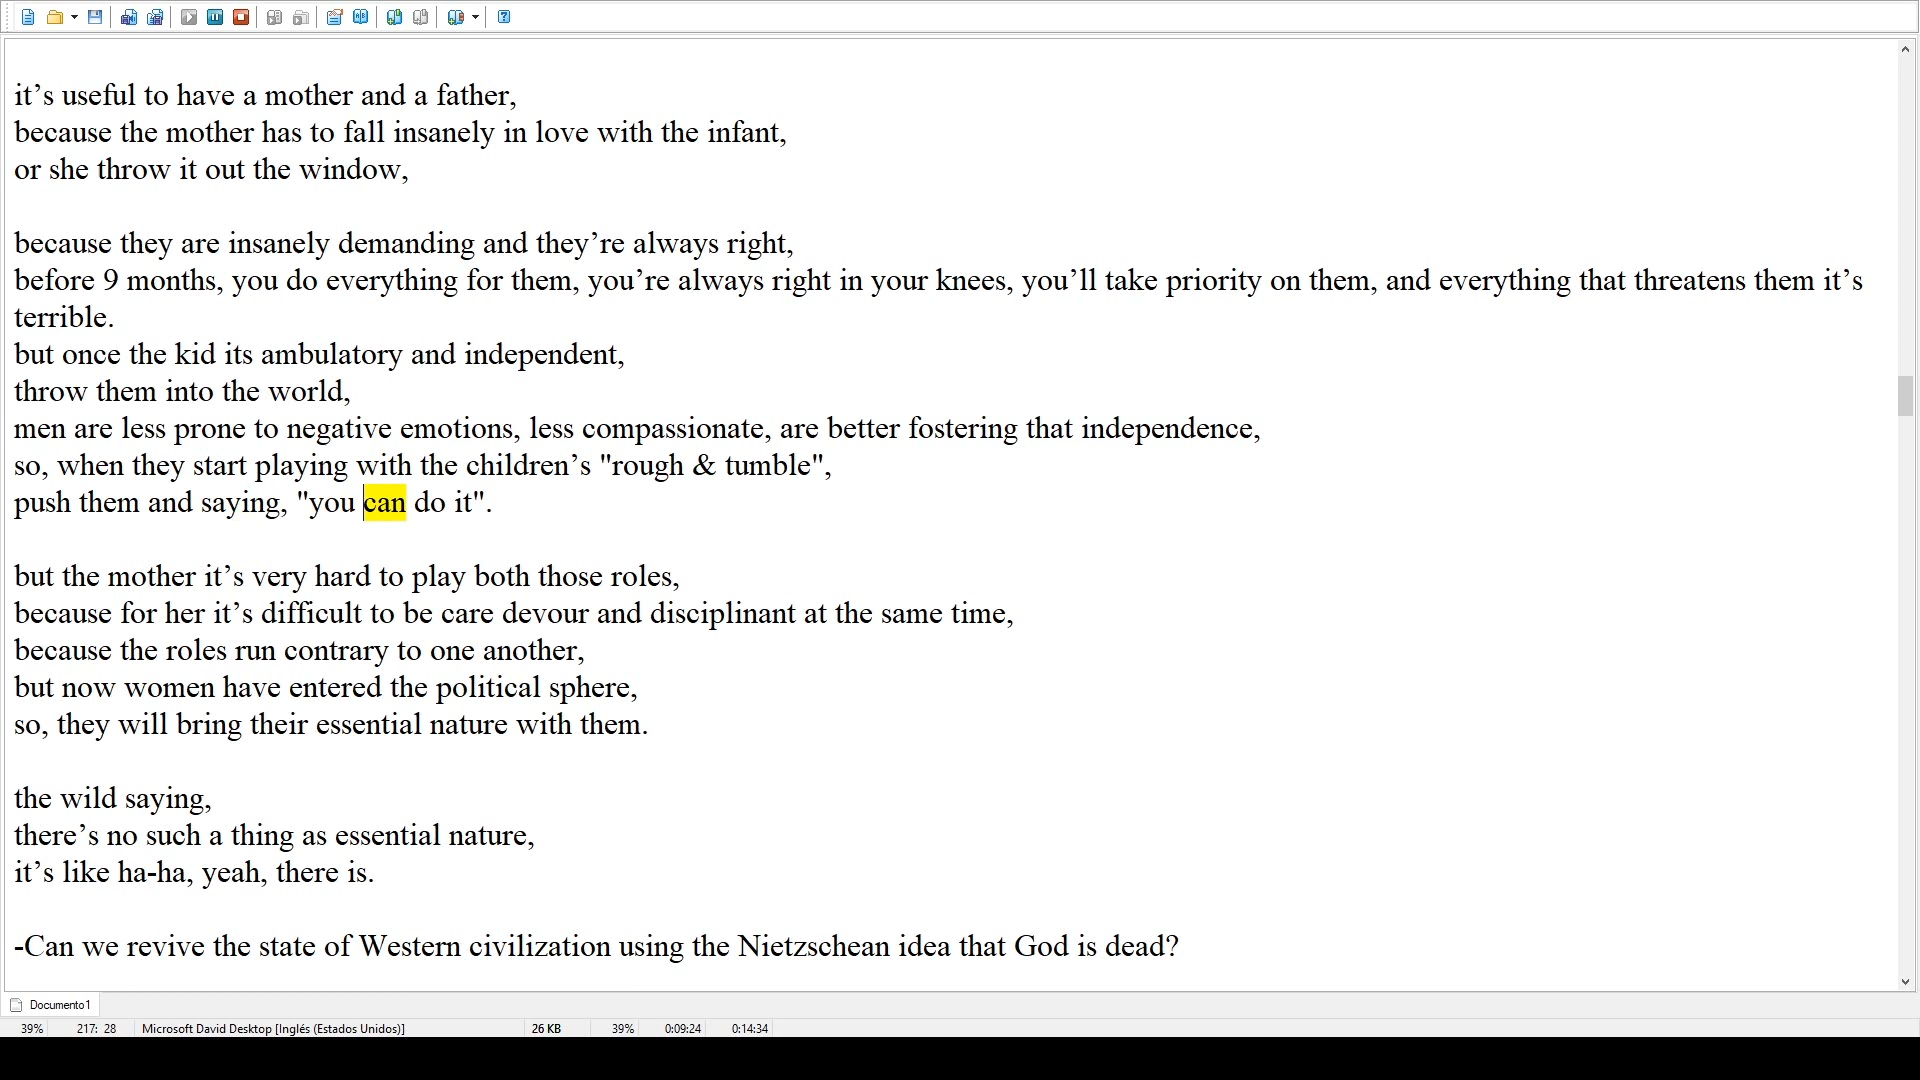 it’s useful to have a mother and a father,
because the mother has to fall insanely in love with the infant,
or she throw it out the window,
because they are insanely demanding and they’re always right,
before 9 months, you do everything for them, you’re always right in your knees, you’ll take priority on them, and everything that threatens them it’s
terrible.
but once the kid its ambulatory and independent,
throw them into the world,
men are less prone to negative emotions, less compassionate, are better fostering that independence,
so, when they start playing with the children’s "rough & tumble",
push them and saying, "you can do it".
but the mother it’s very hard to play both those roles,
because for her it’s difficult to be care devour and disciplinant at the same time,
because the roles run contrary to one another,
but now women have entered the political sphere,
so, they will bring their essential nature with them.
the wild saying,
there’s no such a thing as essential nature,
it’s like ha-ha, yeah, there is.
-Can we revive the state of Western civilization using the Nietzschean idea that God is dead?
Documento1
39% 217: 28 Microsoft David Desktop [Inglés (Estados Unidos)] 26 KB 39% 0:09:24 0:14:34